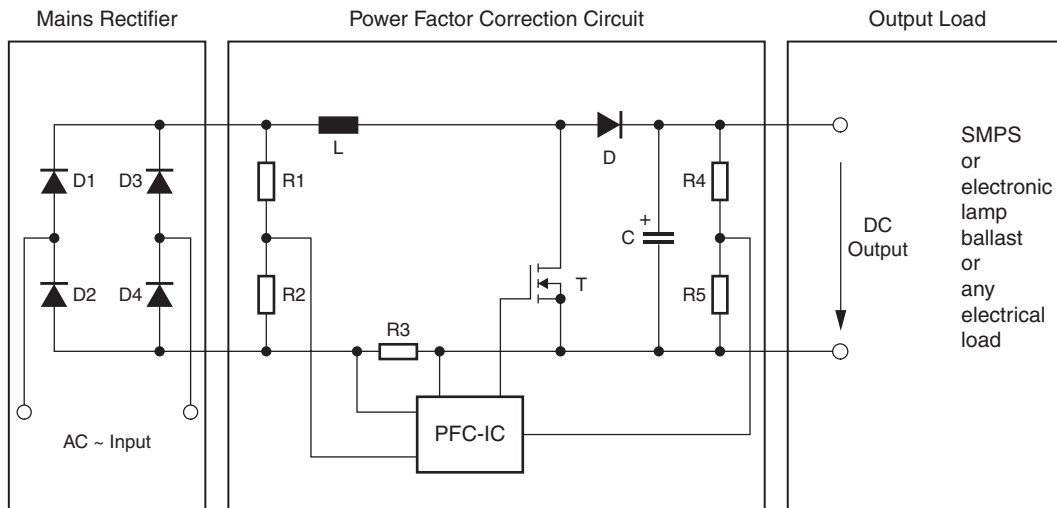 Mains Rectifier
Power Factor Correction Circuit
Output Load
D1
D3
D2
D4
AC ~ Input
R1
R2
L
R3
PFC-IC
T
D
+
C
R4
R5
DC
Output
SMPS
or
electronic
lamp
ballast
or
any
electrical
load